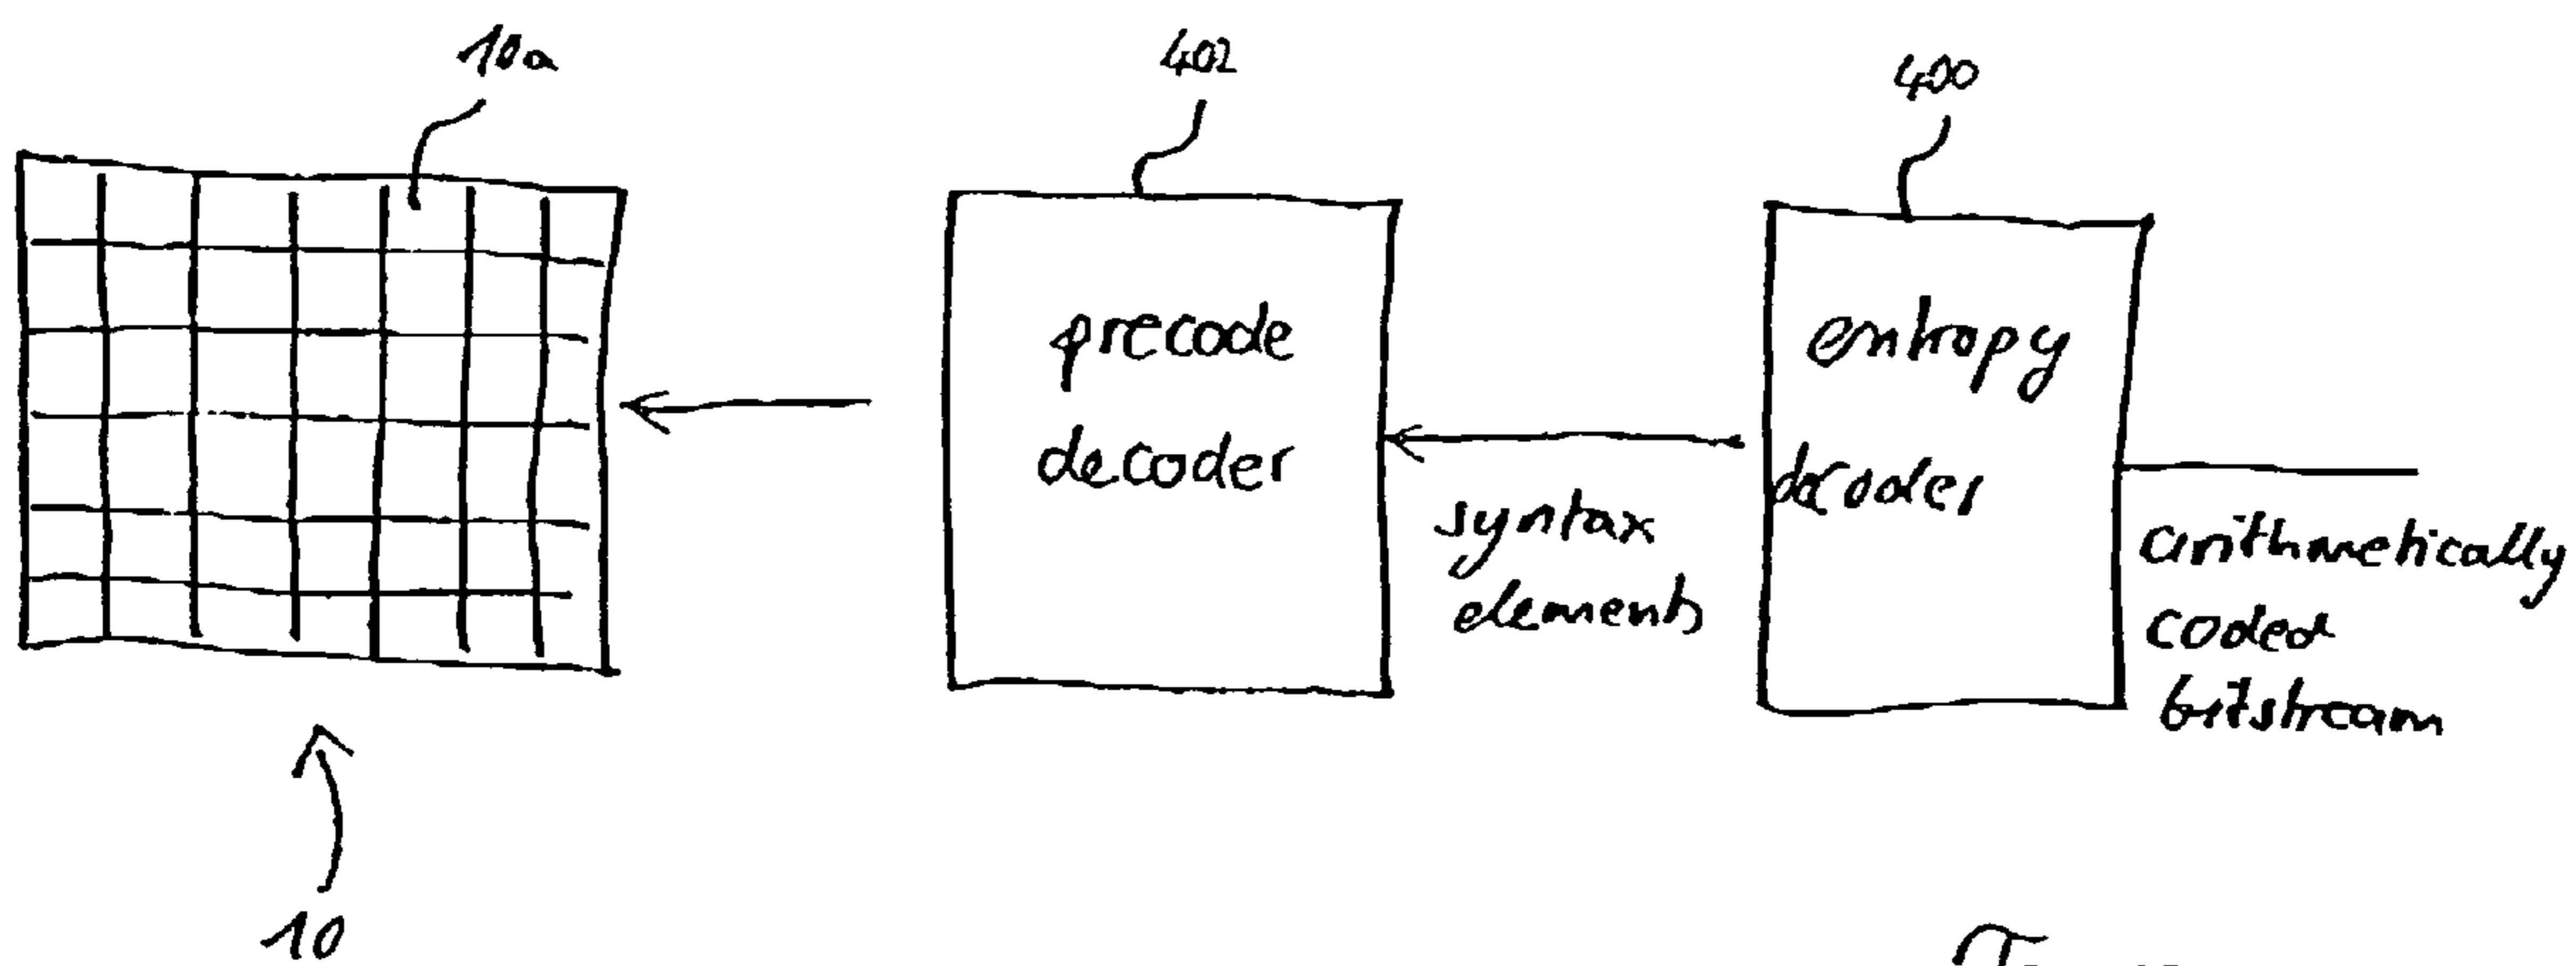 10a
402
400
precode
decoder
syntax
elements
entropy
decoder
arithmetically
coded
bitstream
10